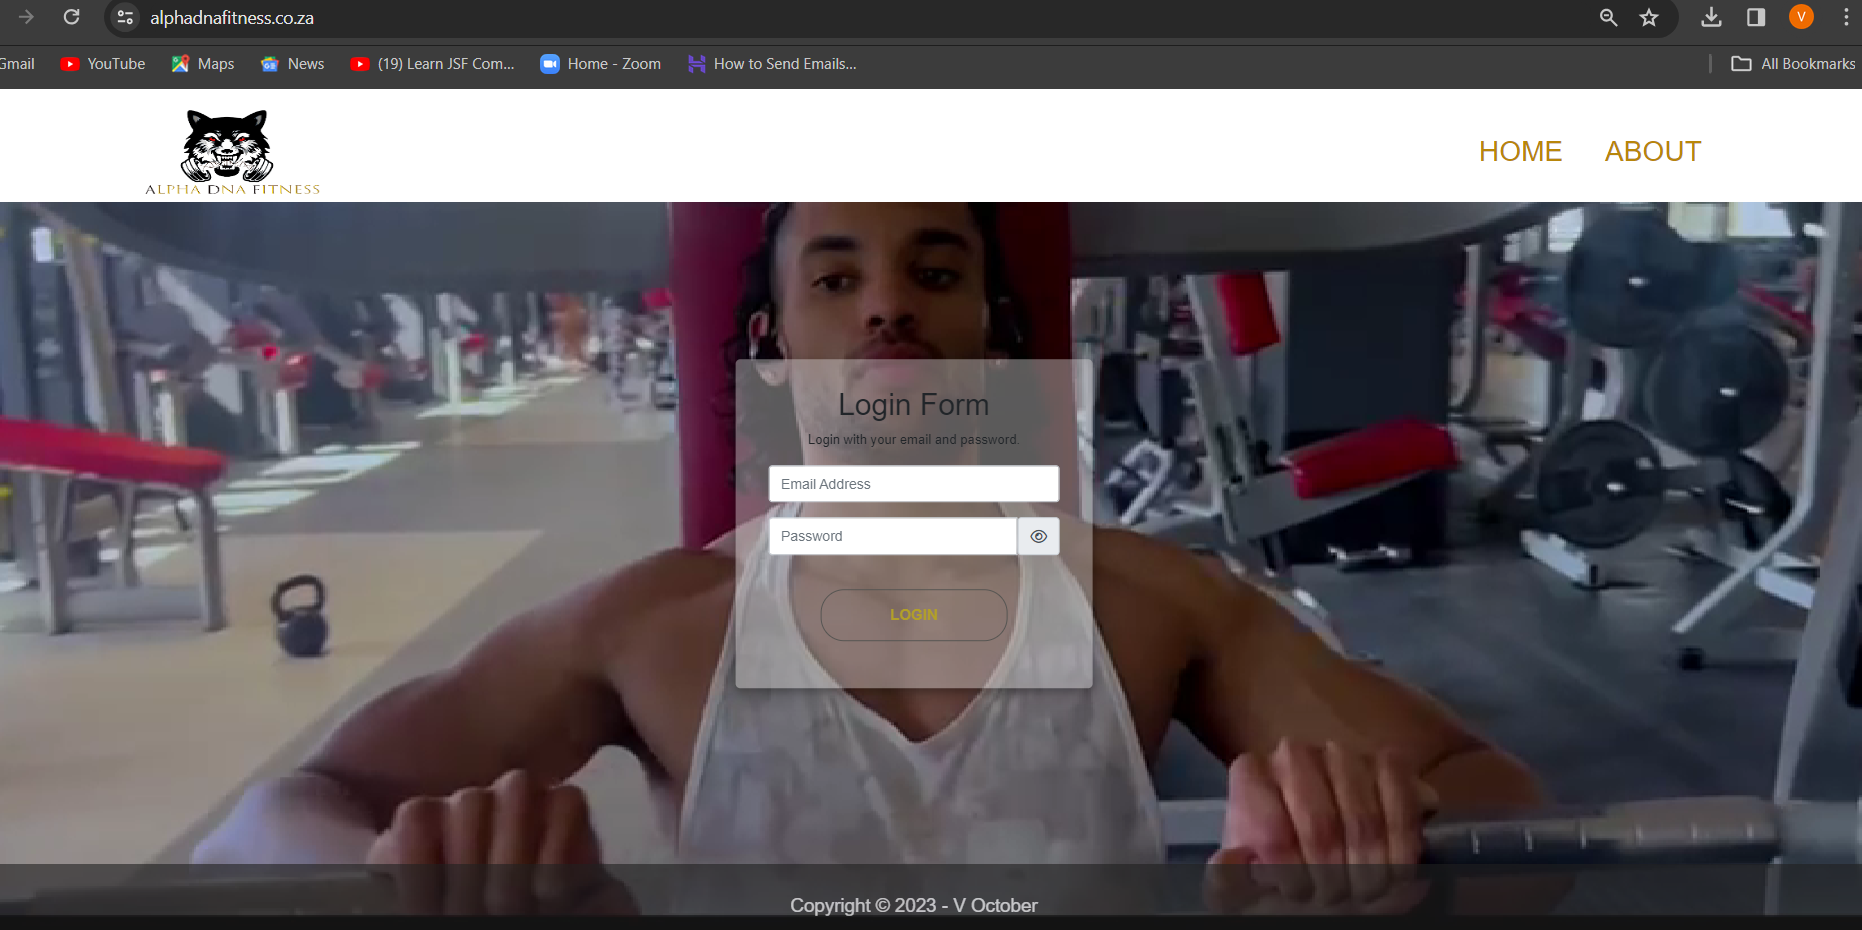 alphadnafitness.co.za
V
Gmail
YouTube
Maps
News
(19) Learn JSF Com...
Home - Zoom
How to Send Emails...
All Bookmarks
ALPHA DNA FITNESS
HOME
ABOUT
Login Form
Login with your email and password.
Email Address
Password
LOGIN
Copyright © 2023 - V October